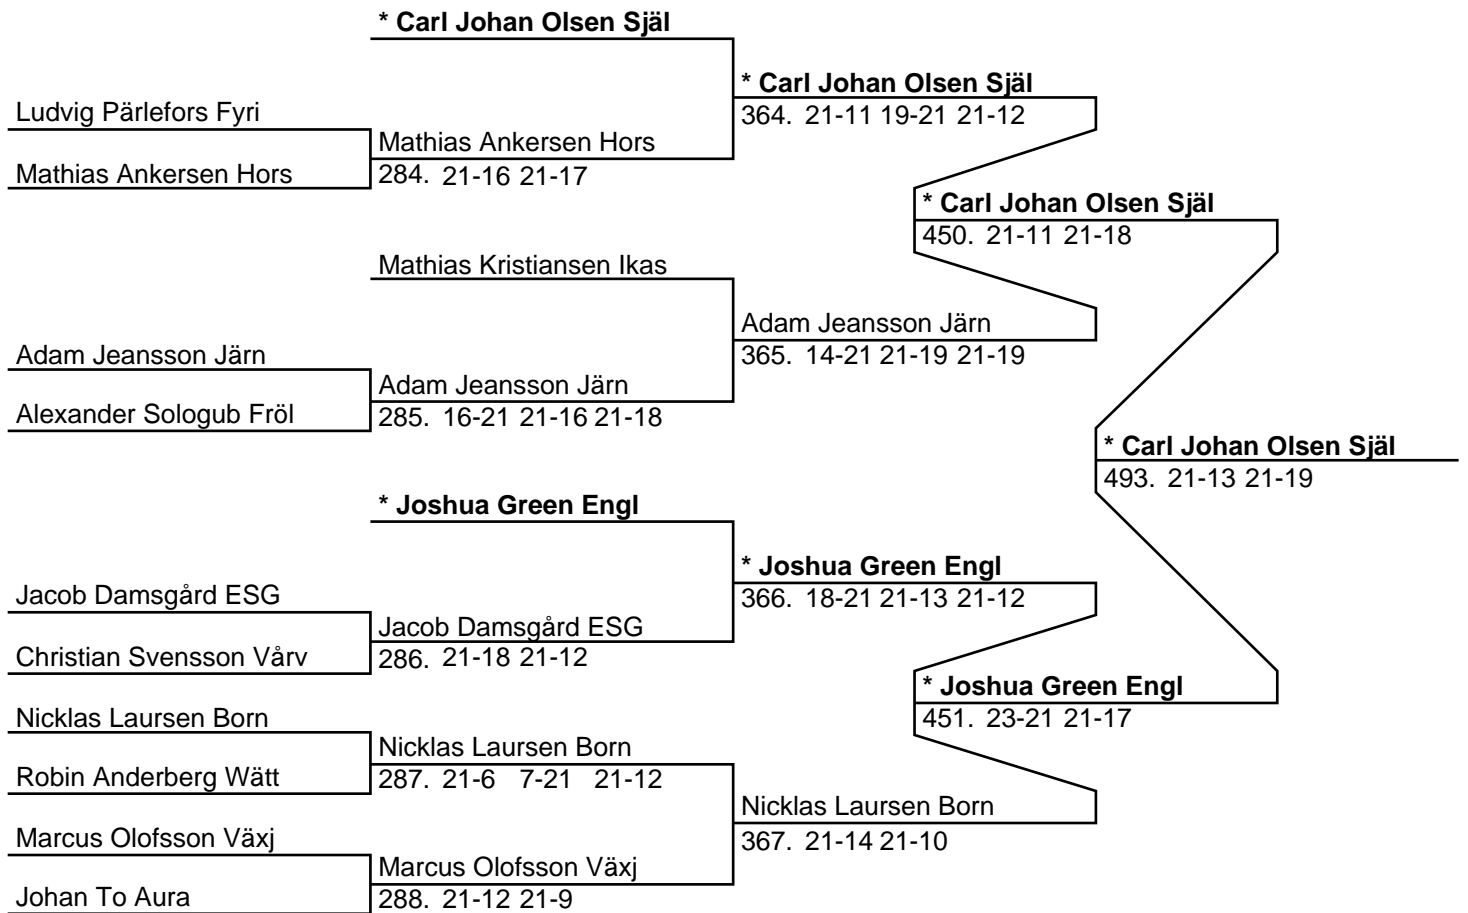 * Carl Johan Olsen Själ
* Carl Johan Olsen Själ
Ludvig Pärlefors Fyri
364. 21-11 19-21 21-12
Mathias Ankersen Hors
Mathias Ankersen Hors
284. 21-16 21-17
* Carl Johan Olsen Själ
450. 21-11 21-18
Mathias Kristiansen Ikas
Adam Jeansson Järn
Adam Jeansson Järn
365. 14-21 21-19 21-19
Adam Jeansson Järn
Alexander Sologub Fröl
285. 16-21 21-16 21-18
* Carl Johan Olsen Själ
493. 21-13 21-19
* Joshua Green Engl
* Joshua Green Engl
Jacob Damsgård ESG
366. 18-21 21-13 21-12
Jacob Damsgård ESG
Christian Svensson Vårv
286. 21-18 21-12
* Joshua Green Engl
Nicklas Laursen Born
451. 23-21 21-17
Nicklas Laursen Born
Robin Anderberg Wätt
287. 21-6 7-21 21-12
Nicklas Laursen Born
Marcus Olofsson Växj
367. 21-14 21-10
Marcus Olofsson Växj
Johan To Aura
288. 21-12 21-9